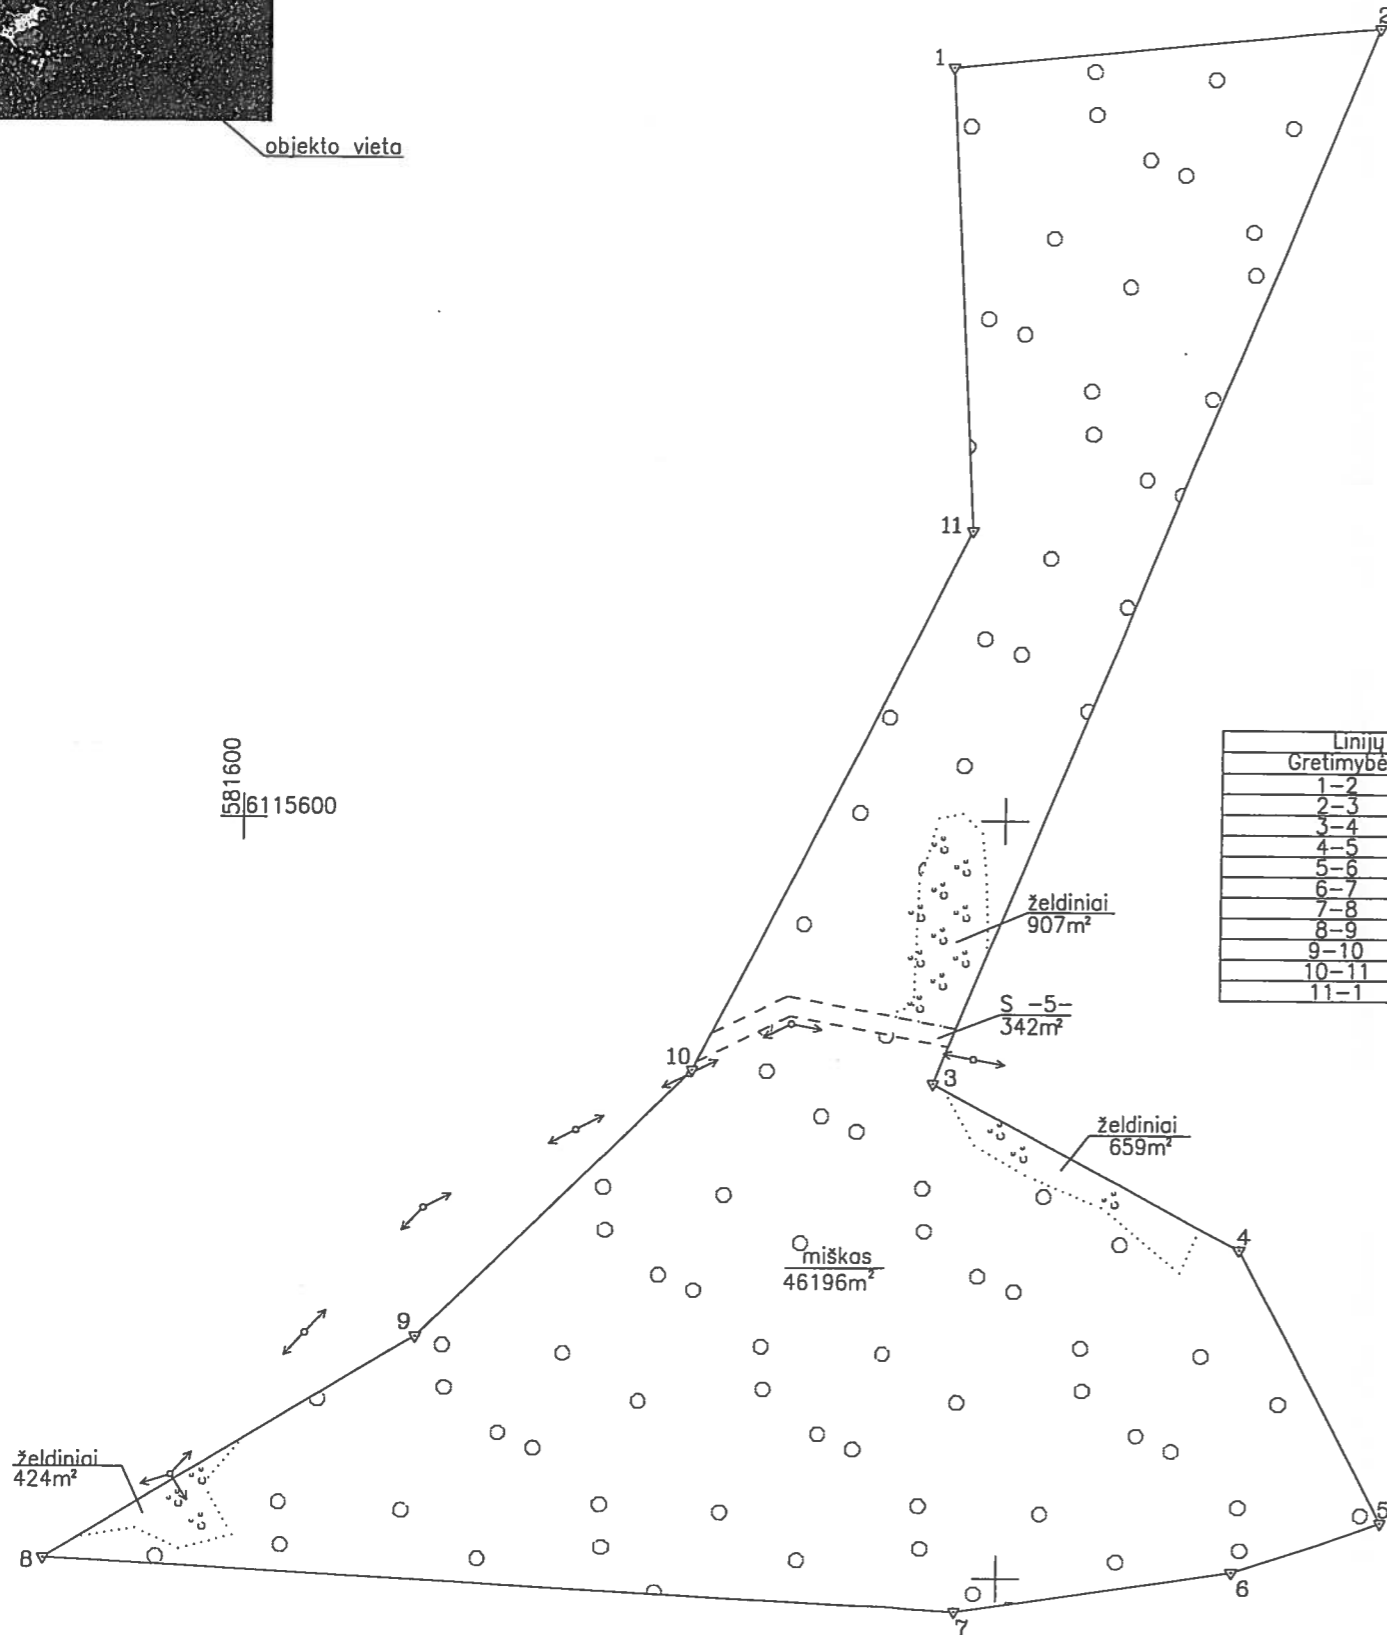 2
1
objekto vieta
11
581600
6115600
Linijų
Gretimybė
1-2
2-3
3-4
4-5
5-6
6-7
7-8
8-9
9-10
10-11
11-1
želdiniai
907m²
S -5-
342m²
10
3
želdiniai
659m²
4
miškas
46196m²
9
želdiniai
424m²
5
8
6
7